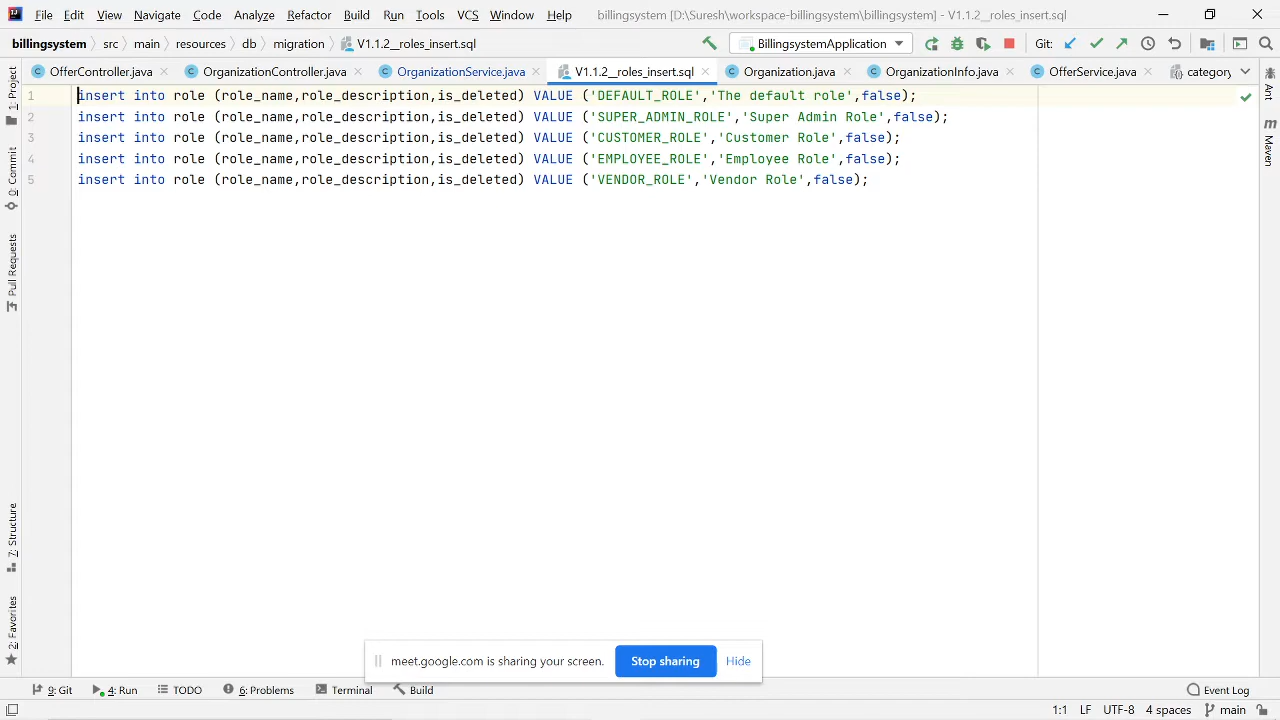 File Edit View Navigate Code Analyze Refactor Build Run Tools VCS Window Help billingsystem [D:\Suresh\workspace-billingsystem\billingsystem] - V1.1.2__roles_insert.sql
billingsystem src main resources db migration V1.1.2__roles_insert.sql BillingsystemApplication Git:
OfferController.java OrganizationController.java OrganizationService.java V1.1.2__roles_insert.sql Organization.java OrganizationInfo.java OfferService.java category
1 insert into role (role_name,role_description,is_deleted) VALUE ('DEFAULT_ROLE','The default role',false);
2 insert into role (role_name,role_description,is_deleted) VALUE ('SUPER_ADMIN_ROLE','Super Admin Role',false);
3 insert into role (role_name,role_description,is_deleted) VALUE ('CUSTOMER_ROLE','Customer Role',false);
4 insert into role (role_name,role_description,is_deleted) VALUE ('EMPLOYEE_ROLE','Employee Role',false);
5 insert into role (role_name,role_description,is_deleted) VALUE ('VENDOR_ROLE','Vendor Role',false);
1: Project
0: Commit
Pull Requests
7: Structure
2: Favorites
Ant
Maven
meet.google.com is sharing your screen. Stop sharing Hide
9: Git 4: Run TODO 6: Problems Terminal Build Event Log
1:1 LF UTF-8 4 spaces main